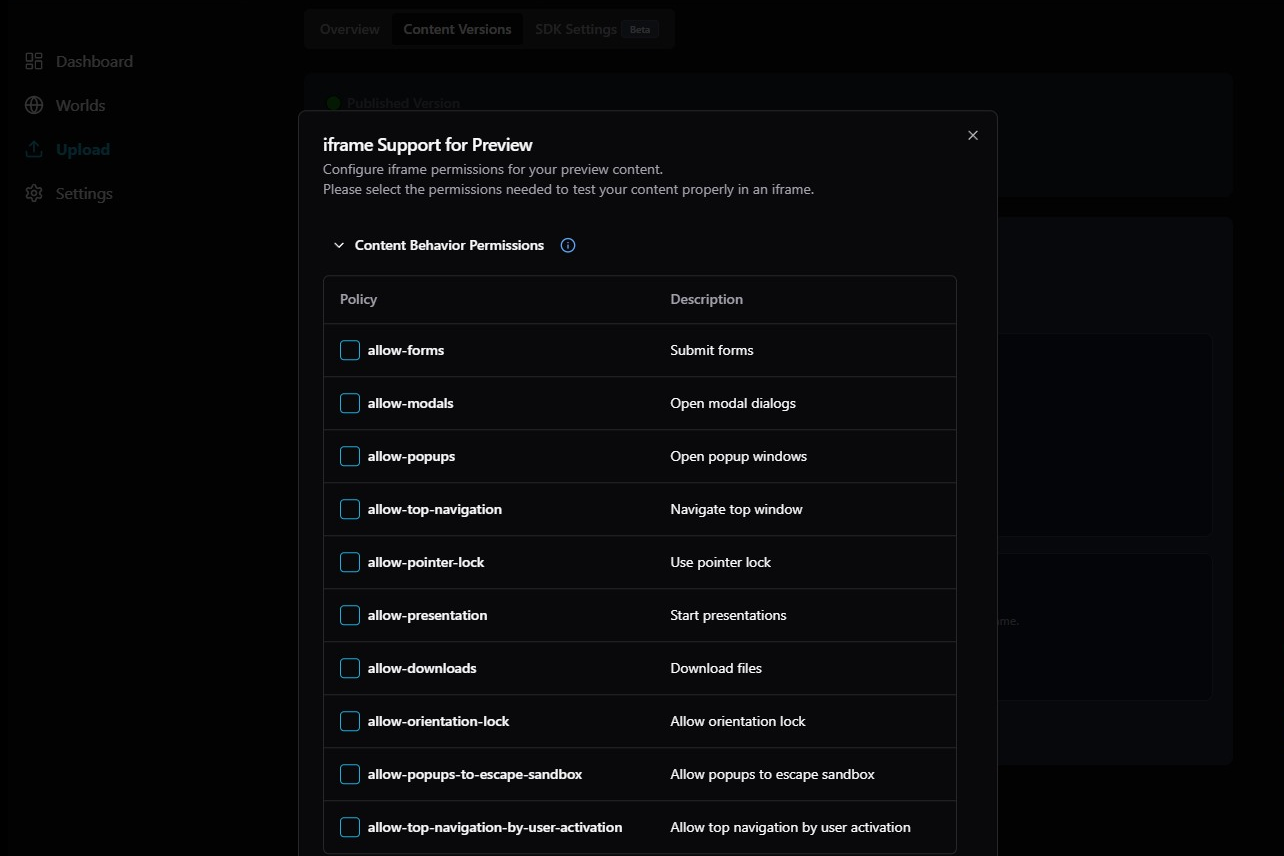 Overview Content Versions SDK Settings Beta
Dashboard
Worlds
Upload
Settings
Published Version
iframe Support for Preview
Configure iframe permissions for your preview content.
Please select the permissions needed to test your content properly in an iframe.
Content Behavior Permissions
Policy Description
allow-forms Submit forms
allow-modals Open modal dialogs
allow-popups Open popup windows
allow-top-navigation Navigate top window
allow-pointer-lock Use pointer lock
allow-presentation Start presentations
allow-downloads Download files
allow-orientation-lock Allow orientation lock
allow-popups-to-escape-sandbox Allow popups to escape sandbox
allow-top-navigation-by-user-activation Allow top navigation by user activation